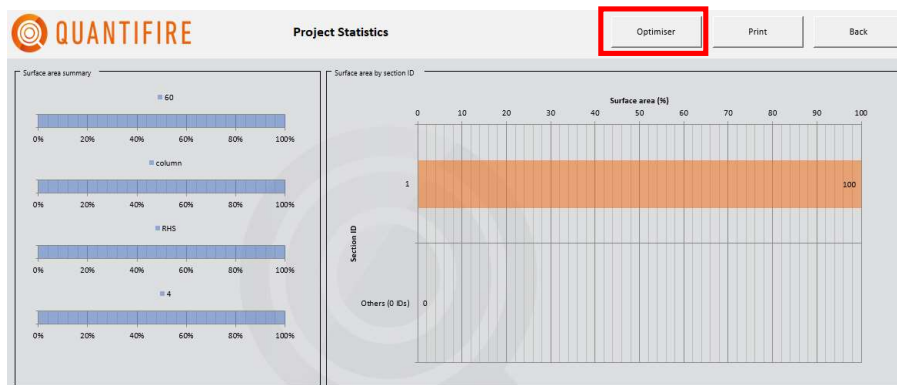 QUANTIFIRE
Project Statistics
Optimiser
Print
Back
Surface area summary
60
0% 20% 40% 60% 80% 100%
column
0% 20% 40% 60% 80% 100%
RHS
0% 20% 40% 60% 80% 100%
4
0% 20% 40% 60% 80% 100%
Surface area by section ID
Surface area (%)
0 10 20 30 40 50 60 70 80 90 100
Section ID
1
100
Others (0 IDs)
0